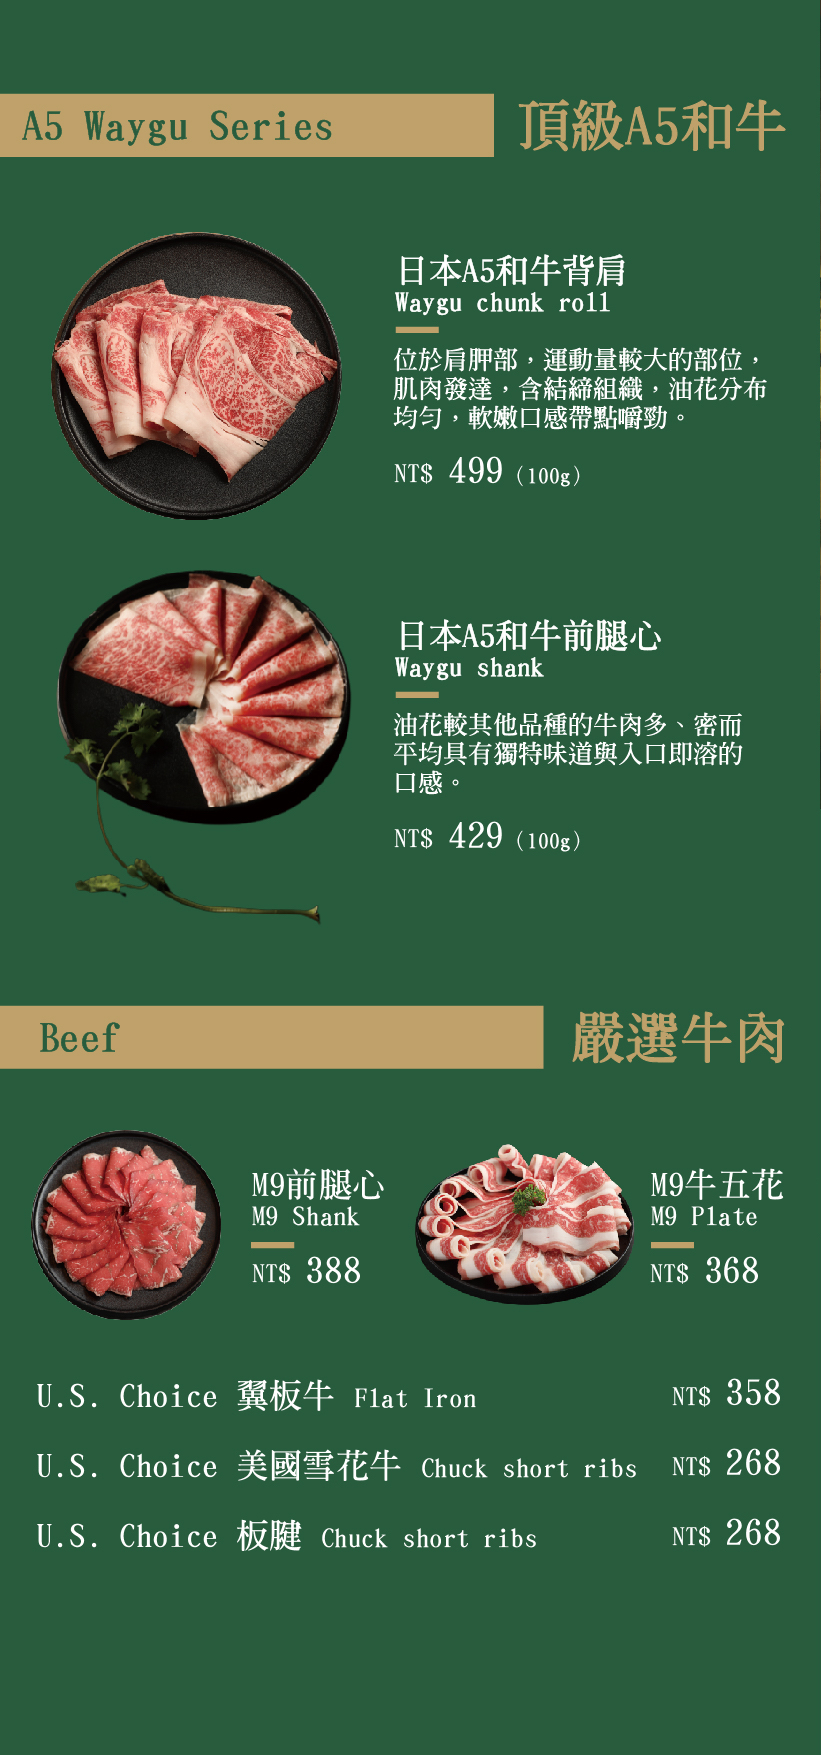 A5 Waygu Series
頂級A5和牛
日本A5和牛背肩
Waygu chunk roll
位於肩胛部，運動量較大的部位，
肌肉發達，含結締組織，油花分布
均勻，軟嫩口感帶點嚼勁。
NT$ 499 (100g)
日本A5和牛前腿心
Waygu shank
油花較其他品種的牛肉多、密而
平均具有獨特味道與入口即溶的
口感。
NT$ 429 (100g)
Beef
嚴選牛肉
M9前腿心
M9 Shank
NT$ 388
M9牛五花
M9 Plate
NT$ 368
U.S. Choice 翼板牛 Flat Iron NT$ 358
U.S. Choice 美國雪花牛 Chuck short ribs NT$ 268
U.S. Choice 板腱 Chuck short ribs NT$ 268